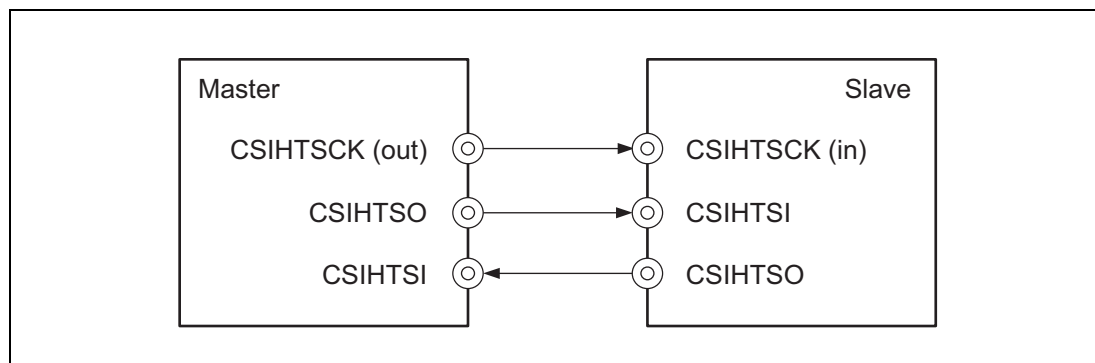 Master
Slave
CSIHTSCK (out)
CSIHTSCK (in)
CSIHTSO
CSIHTSI
CSIHTSI
CSIHTSO